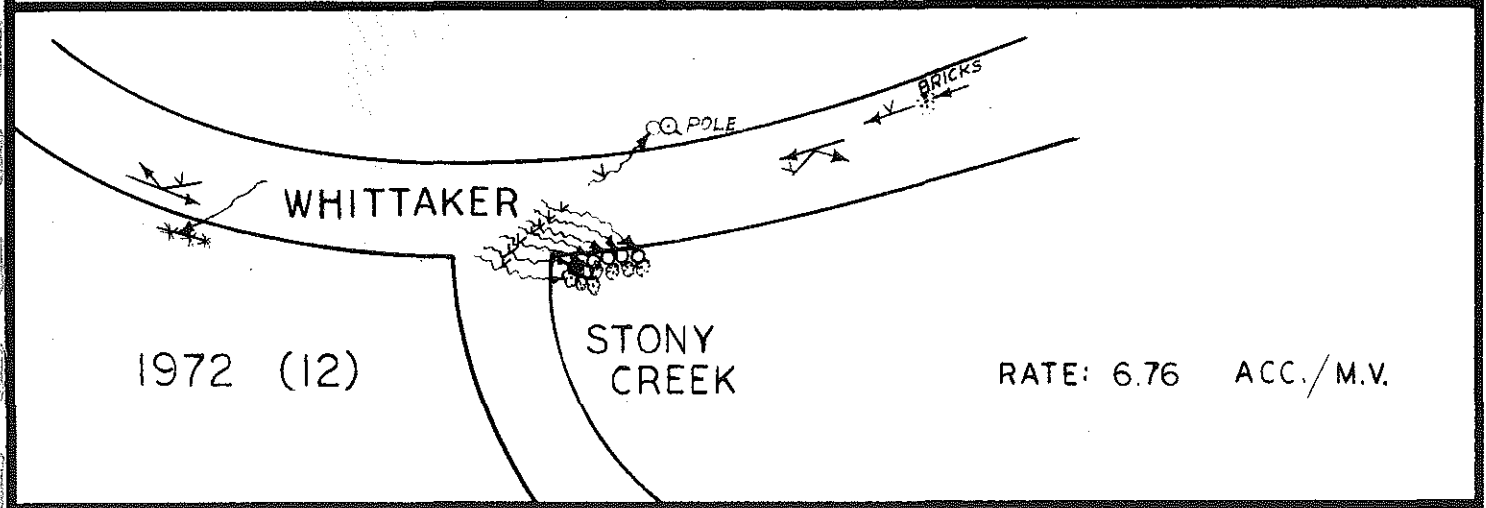 BRICKS
POLE
WHITTAKER
STONY
CREEK
1972 (12)
RATE: 6.76 ACC./M.V.